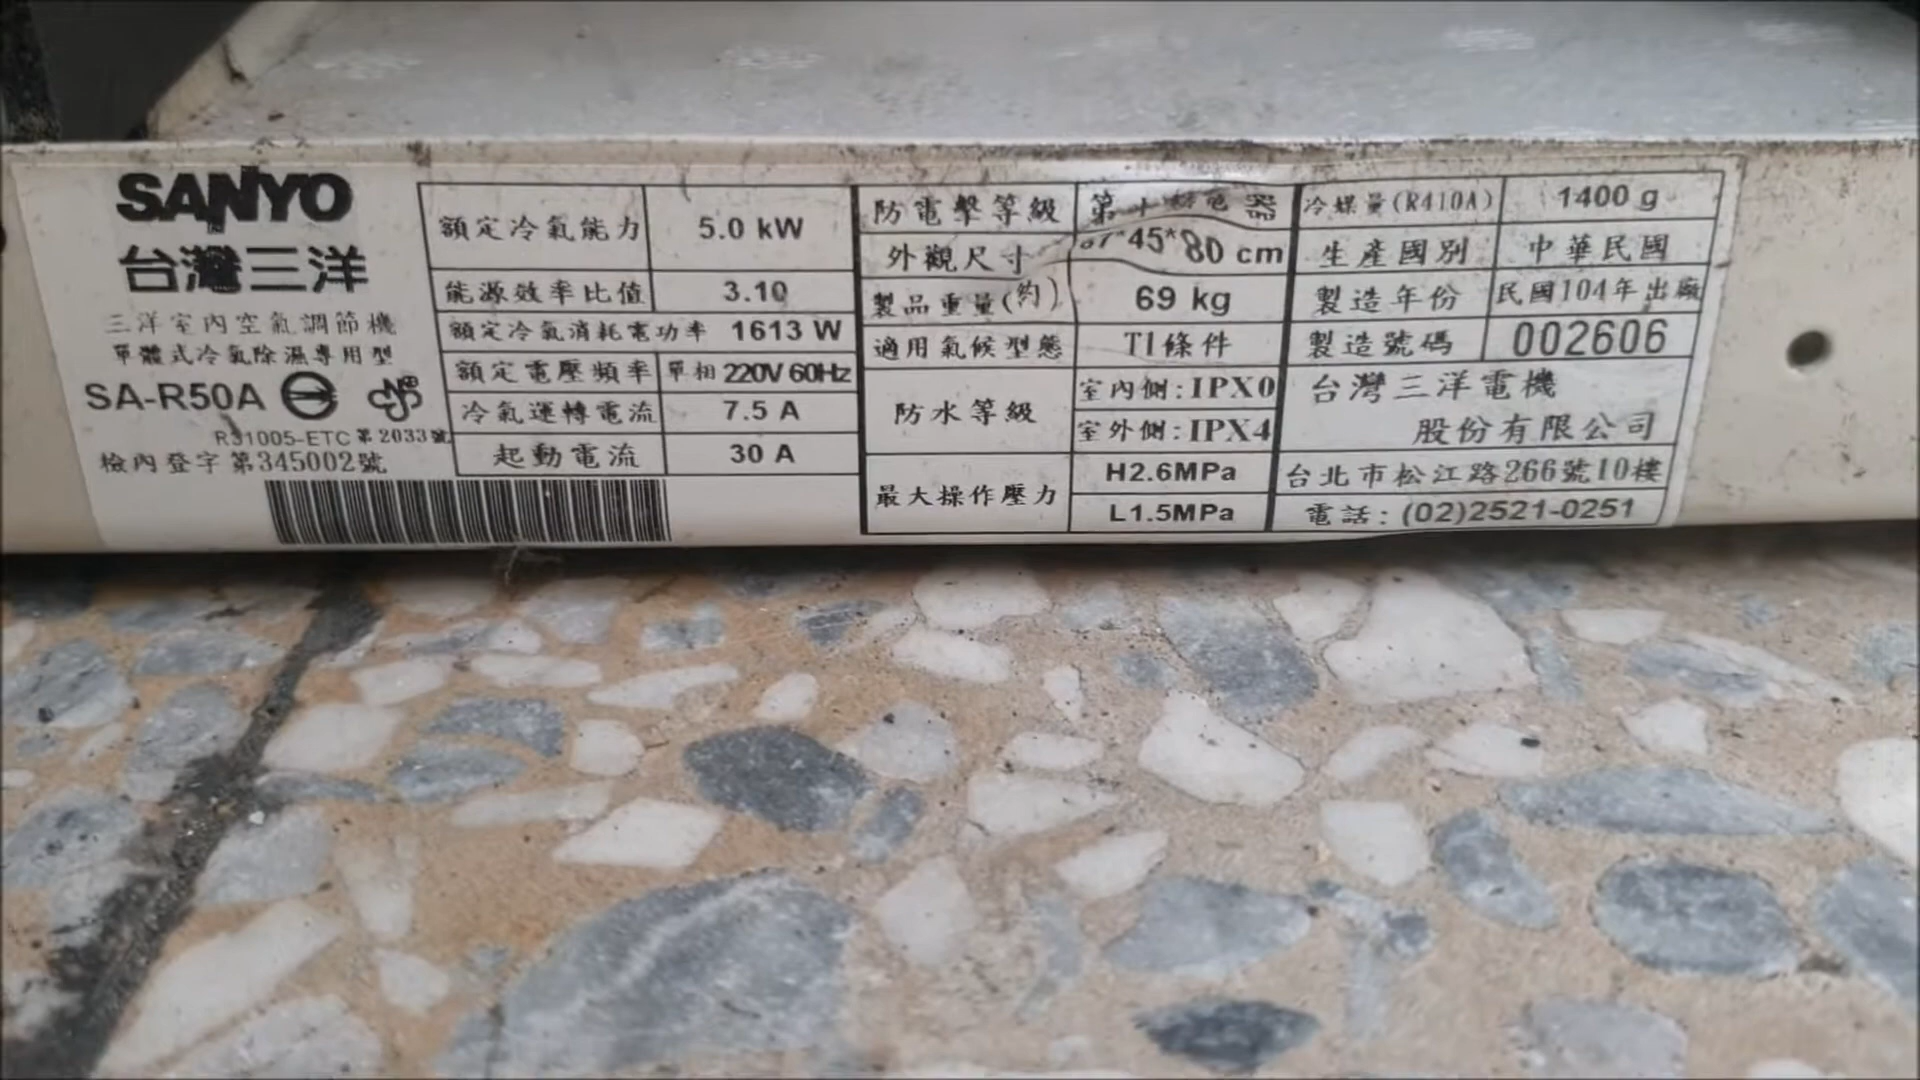 SANYO
台灣三洋
三洋室內空氣調節機
單體式冷氣除濕專用型
SA-R50A
R31005-ETC 第2033號
檢內登字第345002號
額定冷氣能力 5.0 kW
能源效率比值 3.10
額定冷氣消耗電功率 1613 W
額定電壓頻率 單相 220V 60Hz
冷氣運轉電流 7.5 A
起動電流 30 A
防電擊等級 第 器
外觀尺寸 45*80 cm
製品重量(約) 69 kg
適用氣候型態 T1條件
防水等級 室內側:IPX0
室外側:IPX4
最大操作壓力 H2.6MPa
L1.5MPa
冷媒量(R410A) 1400 g
生產國別 中華民國
製造年份 民國104年出廠
製造號碼 002606
台灣三洋電機
股份有限公司
台北市松江路266號10樓
電話:(02)2521-0251